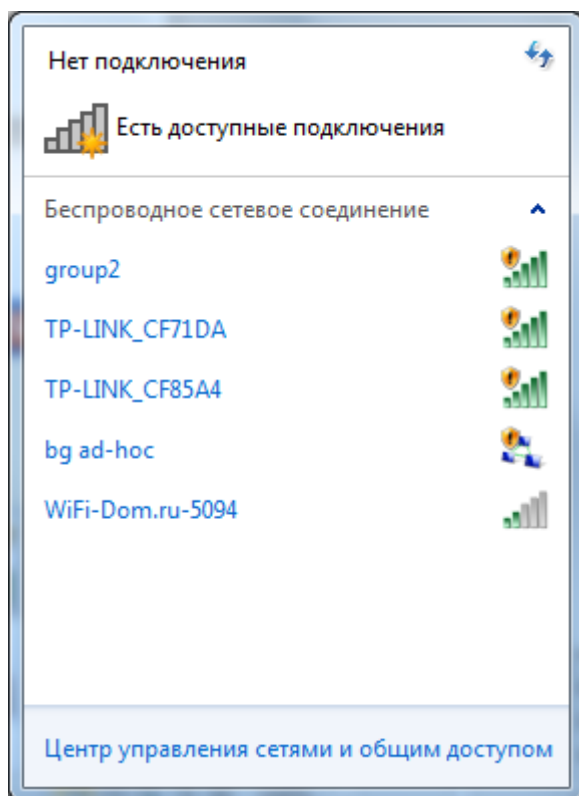 Нет подключения
Есть доступные подключения
Беспроводное сетевое соединение
group2
TP-LINK_CF71DA
TP-LINK_CF85A4
bg ad-hoc
WiFi-Dom.ru-5094
Центр управления сетями и общим доступом